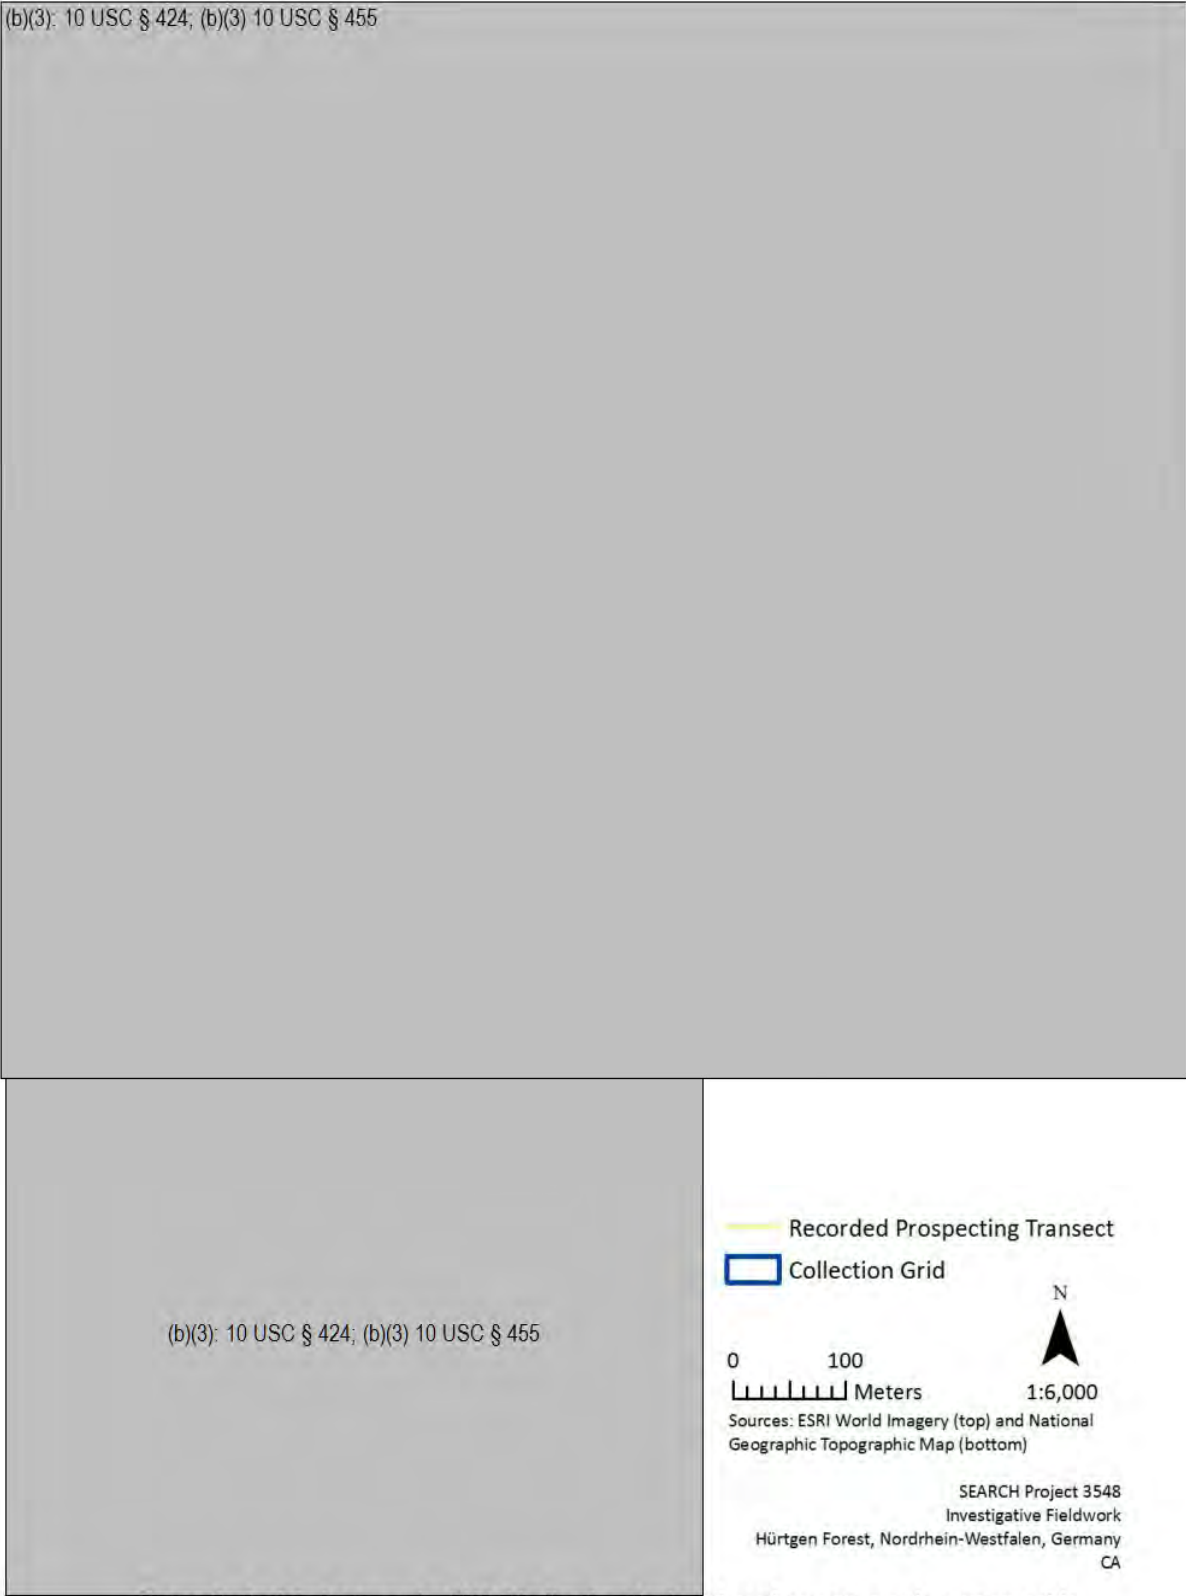 (b)(3): 10 USC § 424; (b)(3) 10 USC § 455
(b)(3): 10 USC § 424; (b)(3) 10 USC § 455
Recorded Prospecting Transect
Collection Grid
N
0 100
Meters
1:6,000
Sources: ESRI World Imagery (top) and National
Geographic Topographic Map (bottom)
SEARCH Project 3548
Investigative Fieldwork
Hürtgen Forest, Nordrhein-Westfalen, Germany
CA